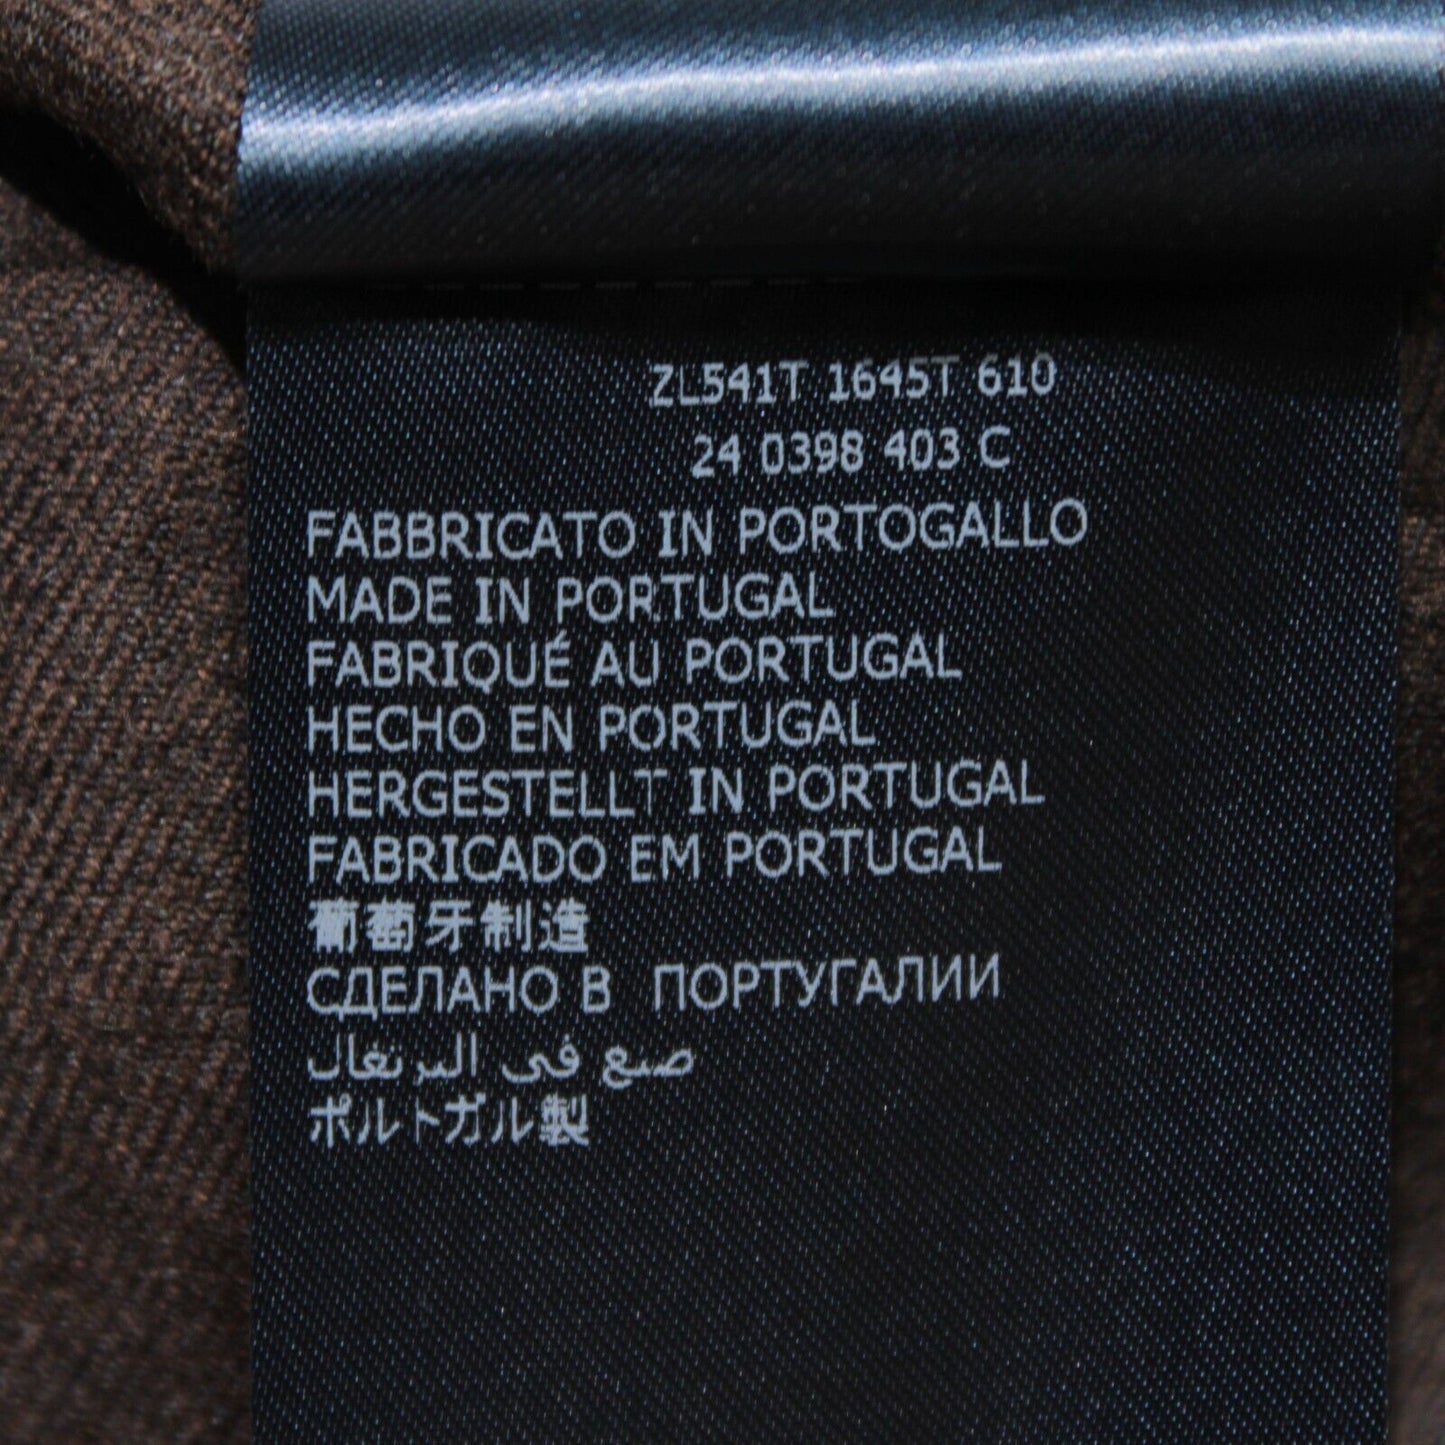 ZL541T 1645T 610
24 0398 403 C
FABBRICATO IN PORTOGALLO
MADE IN PORTUGAL
FABRIQUÉ AU PORTUGAL
HECHO EN PORTUGAL
HERGESTELLT IN PORTUGAL
FABRICADO EM PORTUGAL
葡萄牙制造
СДЕЛАНО В ПОРТУГАЛИИ
صنع في البرتغال
ポルトガル製